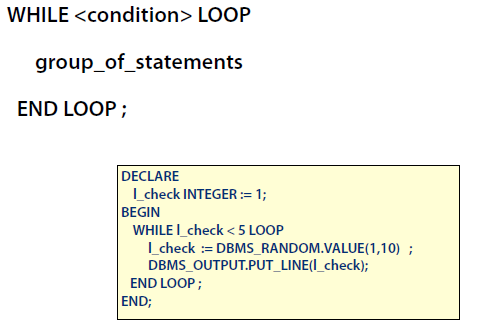 WHILE <condition> LOOP
group_of_statements
END LOOP ;
DECLARE
l_check INTEGER := 1;
BEGIN
WHILE l_check < 5 LOOP
l_check := DBMS_RANDOM.VALUE(1,10) ;
DBMS_OUTPUT.PUT_LINE(l_check);
END LOOP ;
END;